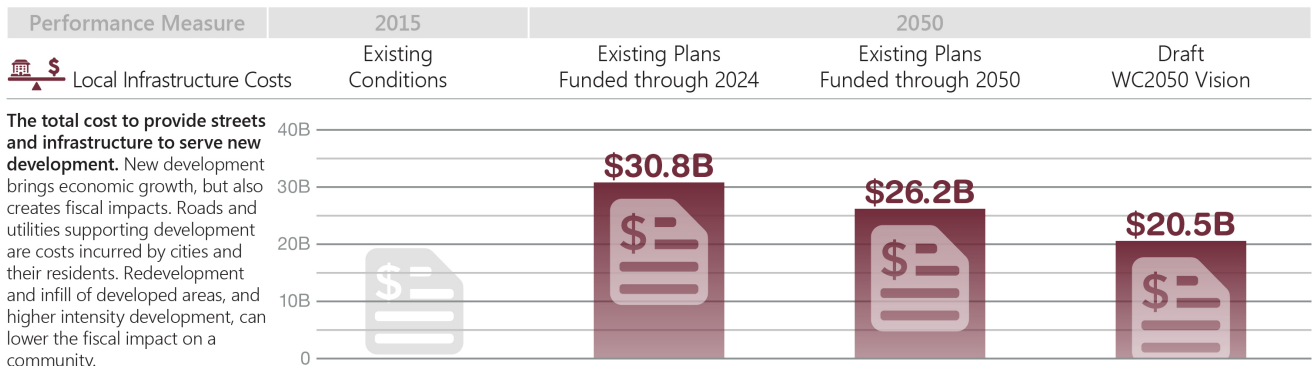 Performance Measure
2015
2050
$
Local Infrastructure Costs
Existing
Conditions
Existing Plans
Funded through 2024
Existing Plans
Funded through 2050
Draft
WC2050 Vision
The total cost to provide streets
and infrastructure to serve new
development. New development
brings economic growth, but also
creates fiscal impacts. Roads and
utilities supporting development
are costs incurred by cities and
their residents. Redevelopment
and infill of developed areas, and
higher intensity development, can
lower the fiscal impact on a
community.
40B
30B
20B
10B
0
$
$30.8B
$
$26.2B
$
$20.5B
$